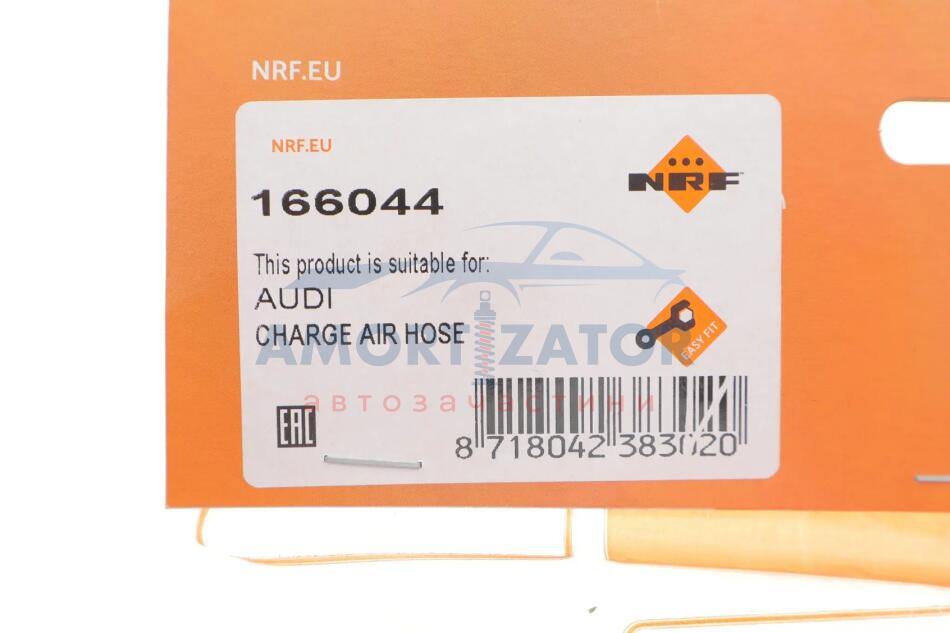 NRF.EU
NRF.EU
166044
NRF
This product is suitable for:
AUDI
CHARGE AIR HOSE
EASY FIT
AMORTIZATOR
автозачастини
EAC
8 718042 383020